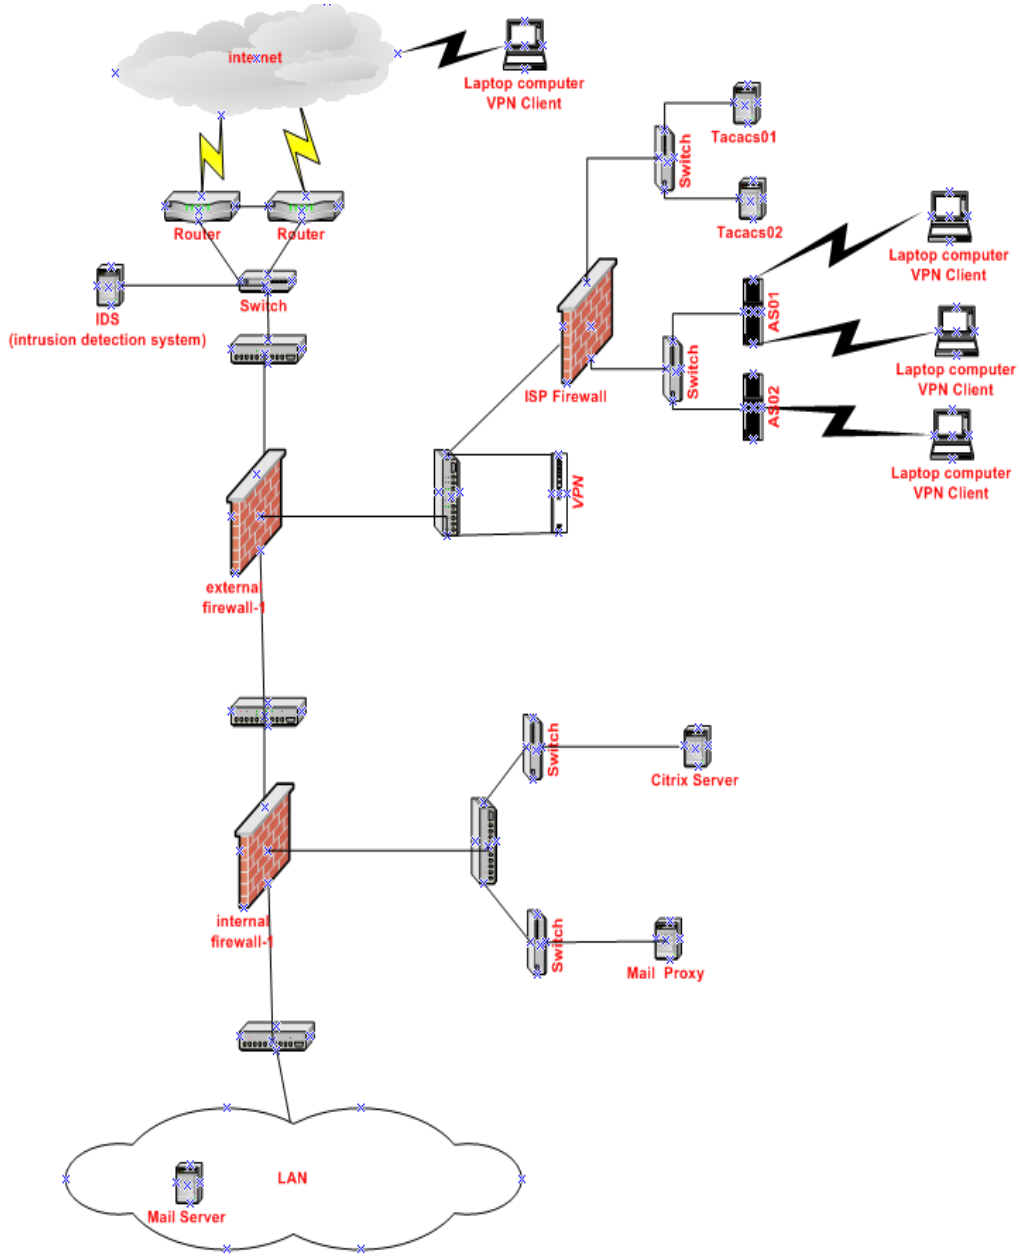 internet
Laptop computer
VPN Client
Tacacs01
Switch
Tacacs02
Router
Router
Laptop computer
VPN Client
IDS
(intrusion detection system)
Switch
AS01
Switch
ISP Firewall
Laptop computer
VPN Client
AS02
Laptop computer
VPN Client
VPN
external
firewall-1
Switch
Citrix Server
internal
firewall-1
Switch
Mail Proxy
LAN
Mail Server